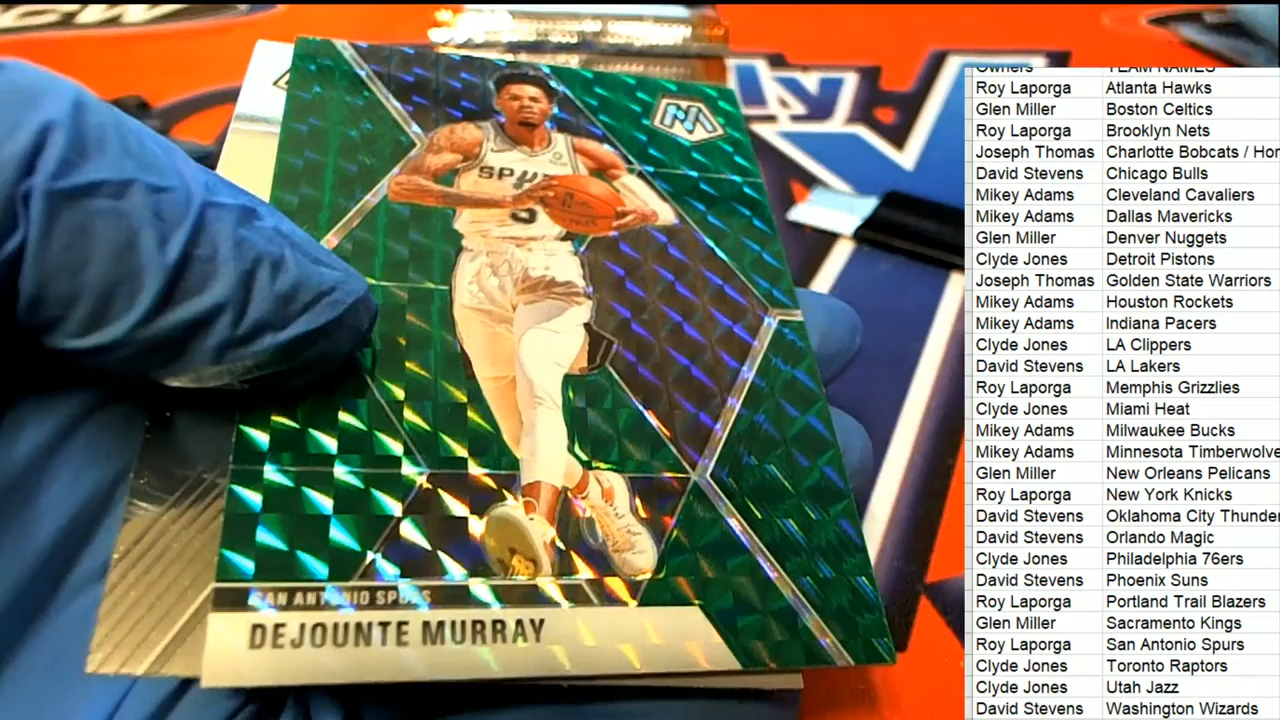 SPURS
5
SAN ANTONIO SPURS
DEJOUNTE MURRAY
ly
Owners TEAM NAMES
Roy Laporga Atlanta Hawks
Glen Miller Boston Celtics
Roy Laporga Brooklyn Nets
Joseph Thomas Charlotte Bobcats / Hor
David Stevens Chicago Bulls
Mikey Adams Cleveland Cavaliers
Mikey Adams Dallas Mavericks
Glen Miller Denver Nuggets
Clyde Jones Detroit Pistons
Joseph Thomas Golden State Warriors
Mikey Adams Houston Rockets
Mikey Adams Indiana Pacers
Clyde Jones LA Clippers
David Stevens LA Lakers
Roy Laporga Memphis Grizzlies
Clyde Jones Miami Heat
Mikey Adams Milwaukee Bucks
Mikey Adams Minnesota Timberwolve
Glen Miller New Orleans Pelicans
Roy Laporga New York Knicks
David Stevens Oklahoma City Thunder
David Stevens Orlando Magic
Clyde Jones Philadelphia 76ers
David Stevens Phoenix Suns
Roy Laporga Portland Trail Blazers
Glen Miller Sacramento Kings
Roy Laporga San Antonio Spurs
Clyde Jones Toronto Raptors
Clyde Jones Utah Jazz
David Stevens Washington Wizards